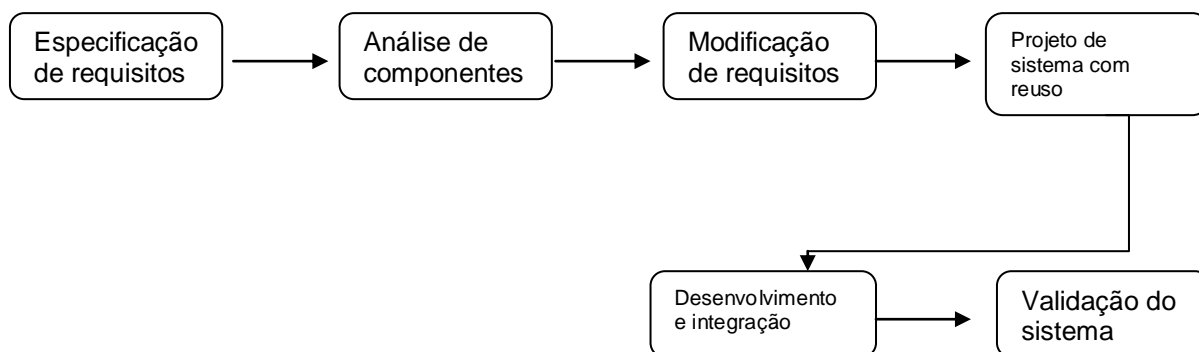 Especificação
de requisitos
Análise de
componentes
Modificação
de requisitos
Projeto de
sistema com
reuso
Desenvolvimento
e integração
Validação do
sistema